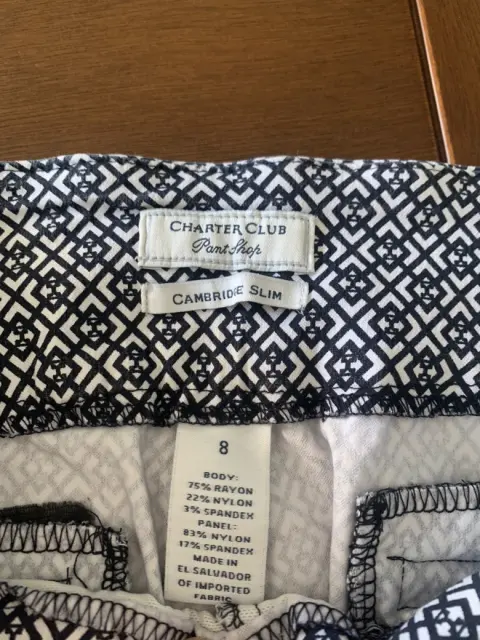 CHARTER CLUB
Pant Shop
CAMBRIDGE SLIM
8
BODY:
75% RAYON
22% NYLON
3% SPANDEX
PANEL:
83% NYLON
17% SPANDEX
MADE IN
EL SALVADOR
OF IMPORTED
FABRIC